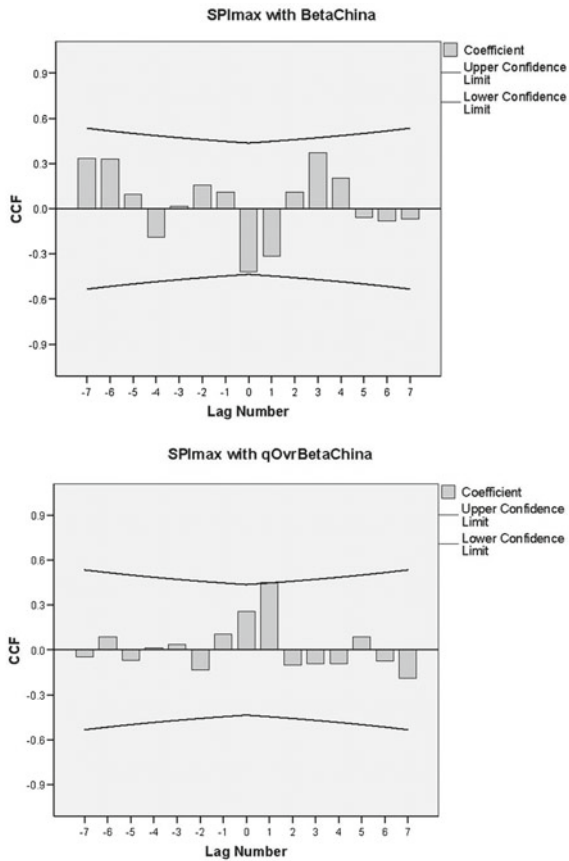 SPImax with BetaChina
Coefficient
Upper Confidence
Limit
Lower Confidence
Limit
0.9
0.6
0.3
0.0
-0.3
-0.6
-0.9
CCF
-7 -6 -5 -4 -3 -2 -1 0 1 2 3 4 5 6 7
Lag Number
SPImax with qOvrBetaChina
Coefficient
Upper Confidence
Limit
Lower Confidence
Limit
0.9
0.6
0.3
0.0
-0.3
-0.6
-0.9
CCF
-7 -6 -5 -4 -3 -2 -1 0 1 2 3 4 5 6 7
Lag Number